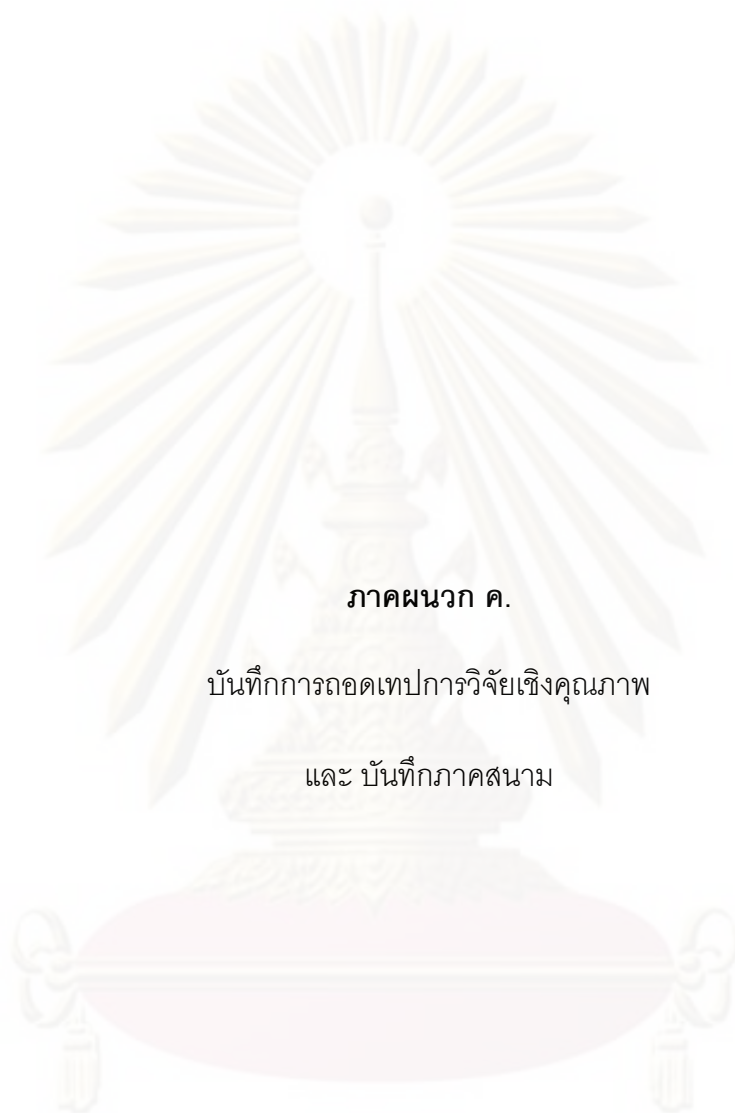 ภาคผนวก ค.
บันทึกการถอดเทปการวิจัยเชิงคุณภาพ
และ บันทึกภาคสนาม